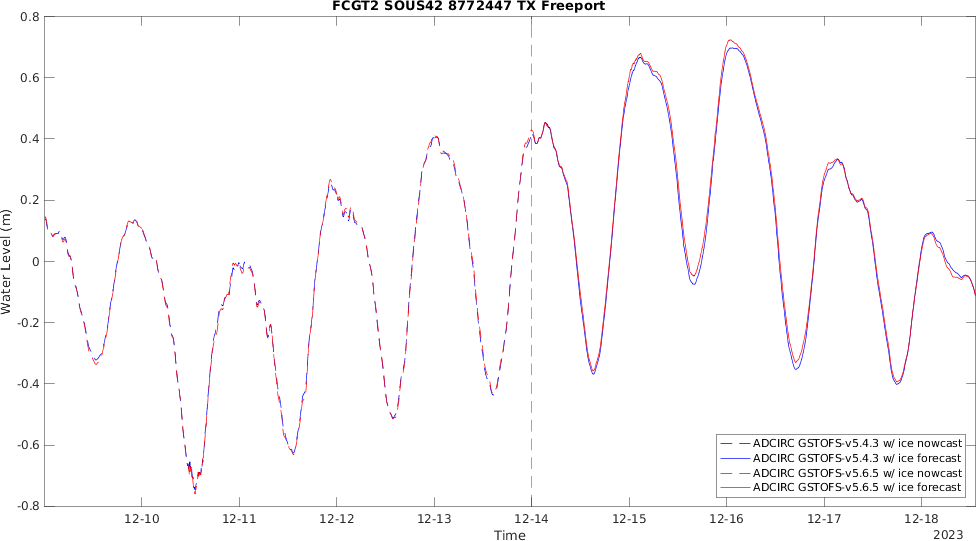 FCGT2 SOUS42 8772447 TX Freeport
0.8
0.6
0.4
0.2
0
-0.2
-0.4
-0.6
-0.8
Water Level (m)
12-10
12-11
12-12
12-13
12-14
12-15
12-16
12-17
12-18
Time
2023
ADCIRC GSTOFS-v5.4.3 w/ ice nowcast
ADCIRC GSTOFS-v5.4.3 w/ ice forecast
ADCIRC GSTOFS-v5.6.5 w/ ice nowcast
ADCIRC GSTOFS-v5.6.5 w/ ice forecast